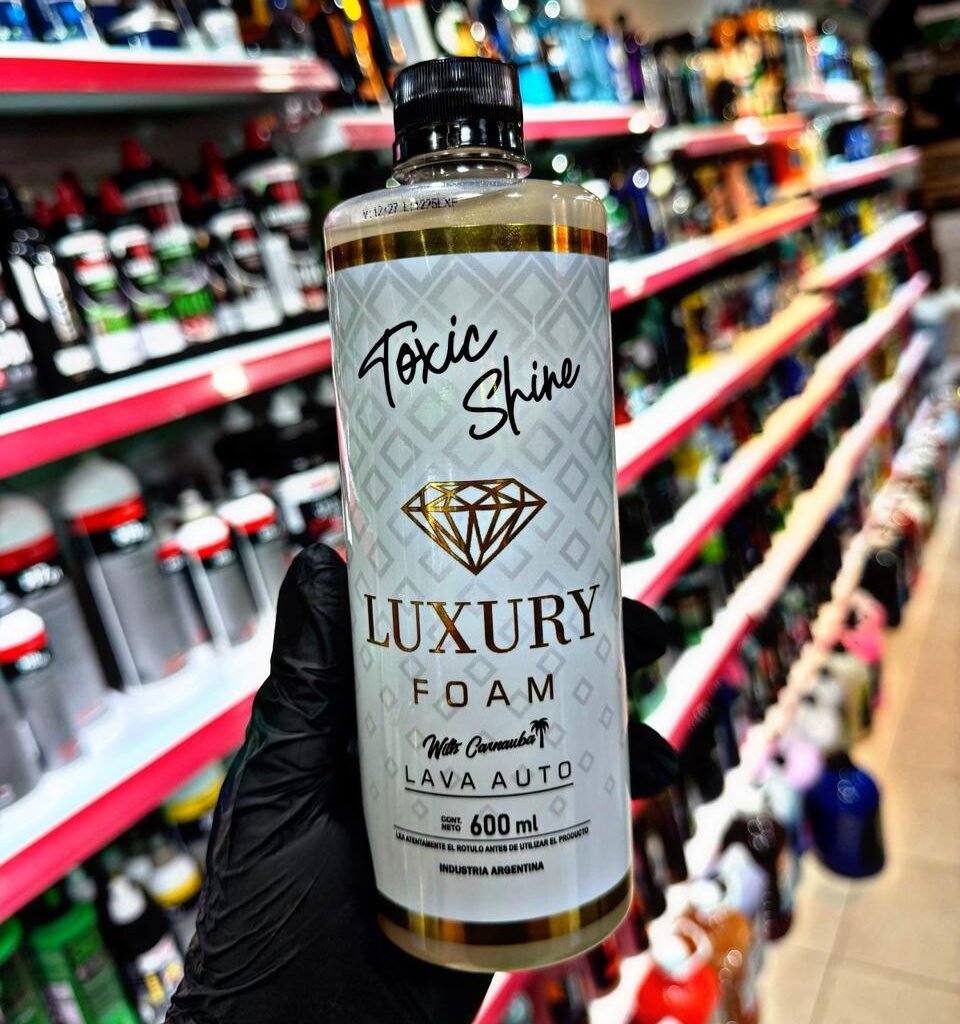 V:12/27 L:1226LXF
Toxic
Shine
LUXURY
FOAM
With Carnauba
LAVA AUTO
CONT.
NETO 600 ml
LEA ATENTAMENTE EL ROTULO ANTES DE UTILIZAR EL PRODUCTO
INDUSTRIA ARGENTINA